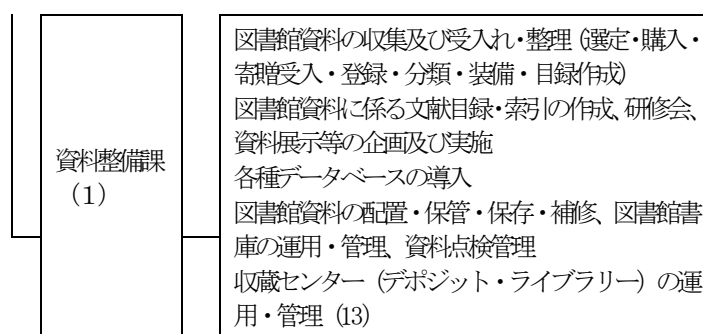 資料整備課
(1)
図書館資料の収集及び受入れ・整理（選定・購入・
寄贈受入・登録・分類・装備・目録作成）
図書館資料に係る文献目録・索引の作成、研修会、
資料展示等の企画及び実施
各種データベースの導入
図書館資料の配置・保管・保存・補修、図書館書
庫の運用・管理、資料点検管理
収蔵センター（デポジット・ライブラリー）の運
用・管理 (13)